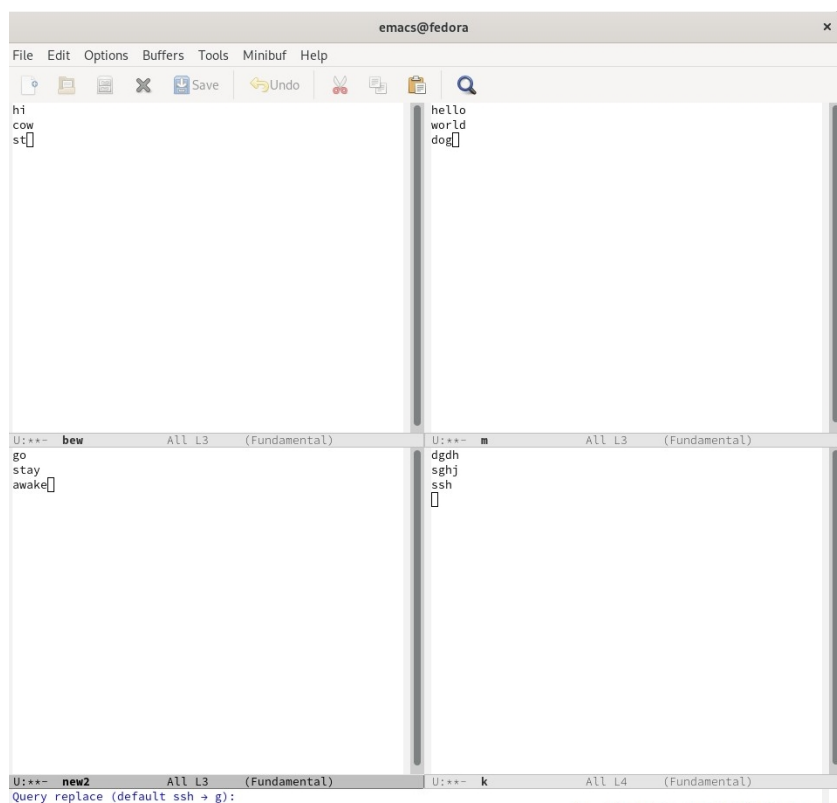 emacs@fedora ×
File Edit Options Buffers Tools Minibuf Help
Save Undo
hi
cow
st
U:**- bew All L3 (Fundamental)
hello
world
dog
U:**- m All L3 (Fundamental)
go
stay
awake
U:**- new2 All L3 (Fundamental)
dgdh
sghj
ssh
U:**- k All L4 (Fundamental)
Query replace (default ssh → g):